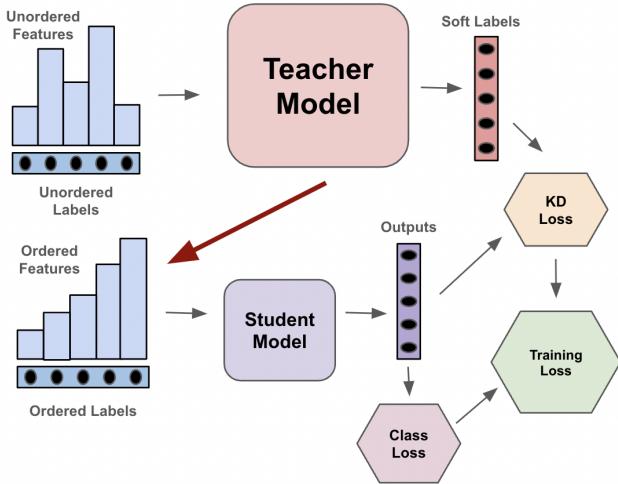 Unordered
Features
Soft Labels
Teacher
Model
Unordered
Labels
KD
Loss
Ordered
Features
Outputs
Student
Model
Training
Loss
Ordered Labels
Class
Loss